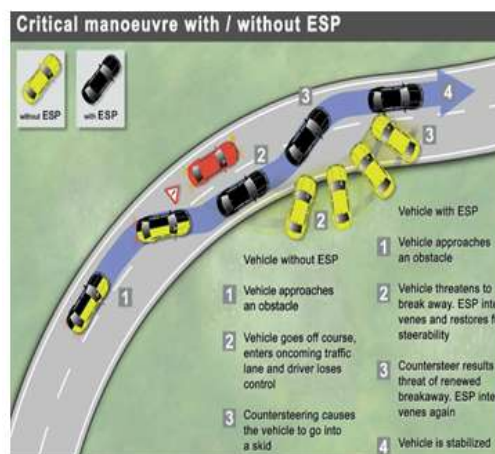 Critical manoeuvre with / without ESP
without ESP
with ESP
4
3
3
2
2
1
Vehicle without ESP
1 Vehicle approaches
an obstacle
2 Vehicle goes off course,
enters oncoming traffic
lane and driver loses
control
3 Countersteering causes
the vehicle to go into
a skid
Vehicle with ESP
1 Vehicle approaches
an obstacle
2 Vehicle threatens to
break away. ESP inte
venes and restores f
steerability
3 Countersteer results
threat of renewed
breakaway. ESP inte
venes again
4 Vehicle is stabilized